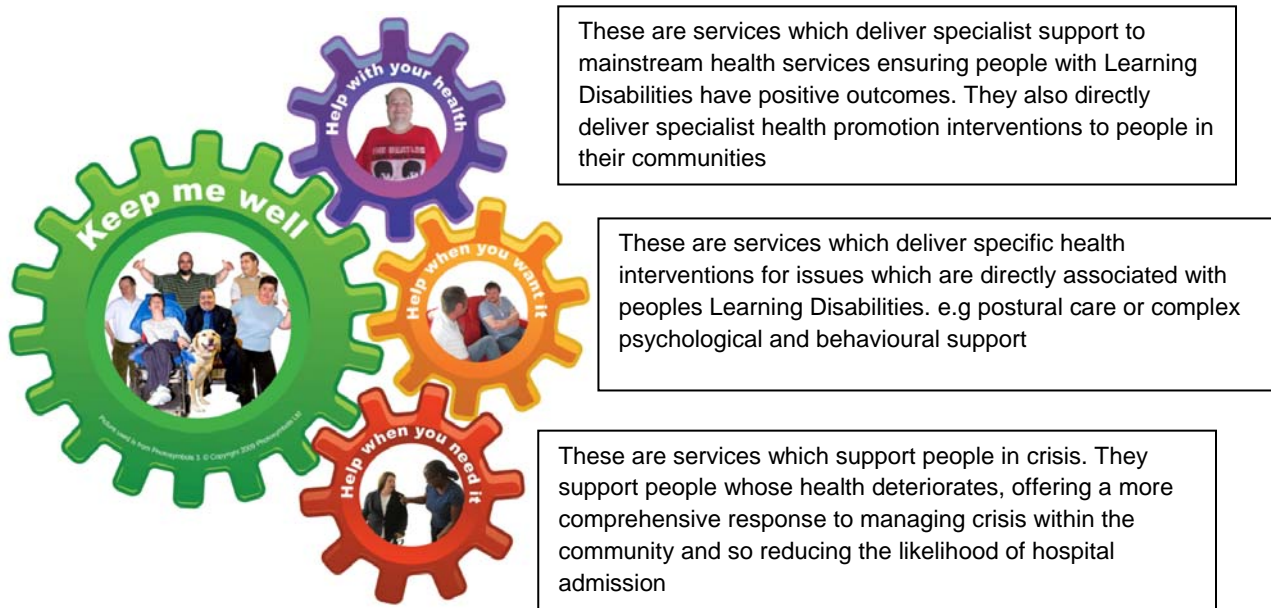 Help with your health
These are services which deliver specialist support to
mainstream health services ensuring people with Learning
Disabilities have positive outcomes. They also directly
deliver specialist health promotion interventions to people in
their communities
Keep me well
Picture used is from Photosymbols 3. © Copyright 2009 Photosymbols Ltd
Help when you want it
These are services which deliver specific health
interventions for issues which are directly associated with
peoples Learning Disabilities. e.g postural care or complex
psychological and behavioural support
Help when you need it
These are services which support people in crisis. They
support people whose health deteriorates, offering a more
comprehensive response to managing crisis within the
community and so reducing the likelihood of hospital
admission